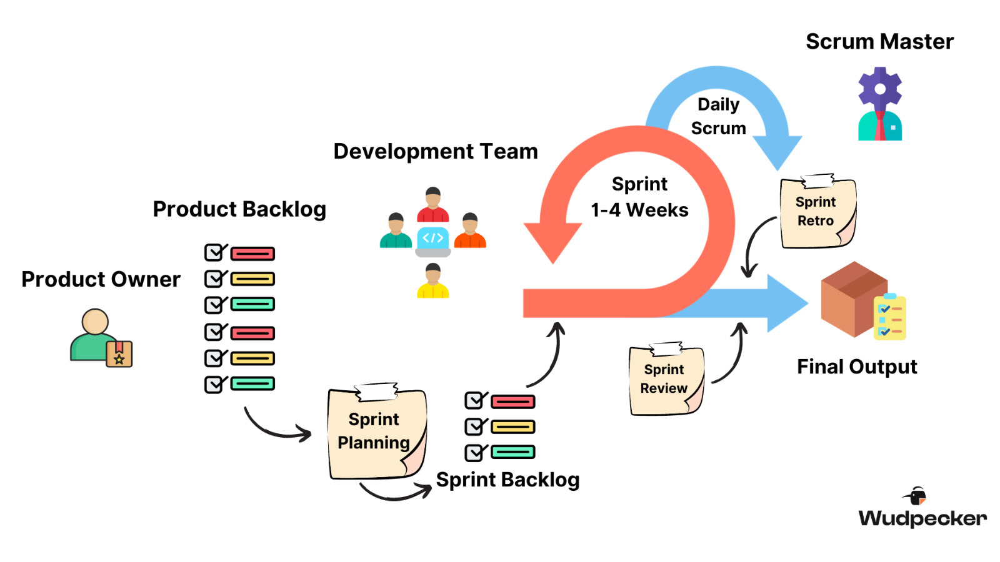 Scrum Master
Daily
Scrum
Development Team
Sprint
1-4 Weeks
Product Backlog
Sprint
Retro
Product Owner
</>
Sprint
Review
Final Output
Sprint
Planning
Sprint Backlog
Wudpecker